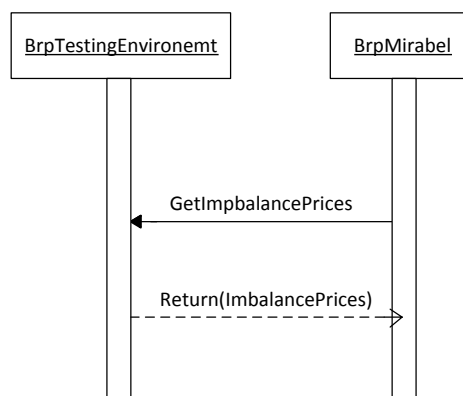 BrpTestingEnvironemt
BrpMirabel
GetImpbalancePrices
Return(ImbalancePrices)